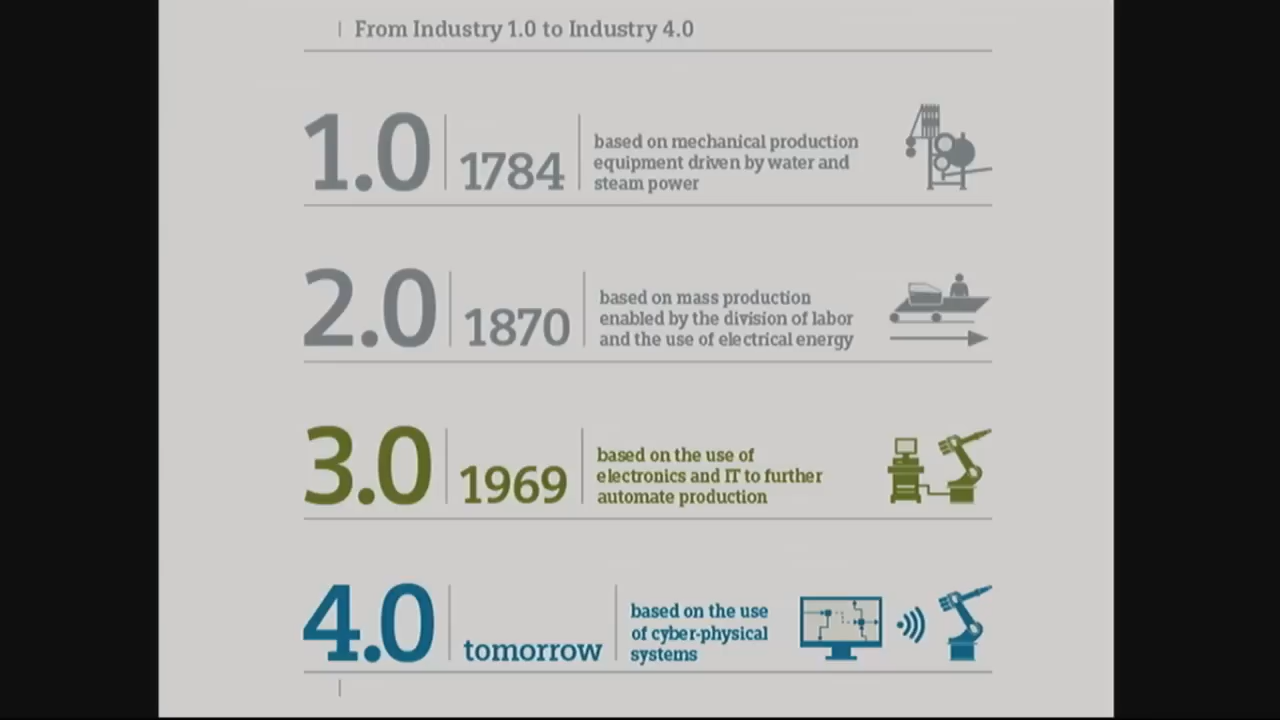 From Industry 1.0 to Industry 4.0
1.0
1784
based on mechanical production
equipment driven by water and
steam power
2.0
1870
based on mass production
enabled by the division of labor
and the use of electrical energy
3.0
1969
based on the use of
electronics and IT to further
automate production
4.0
tomorrow
based on the use
of cyber-physical
systems